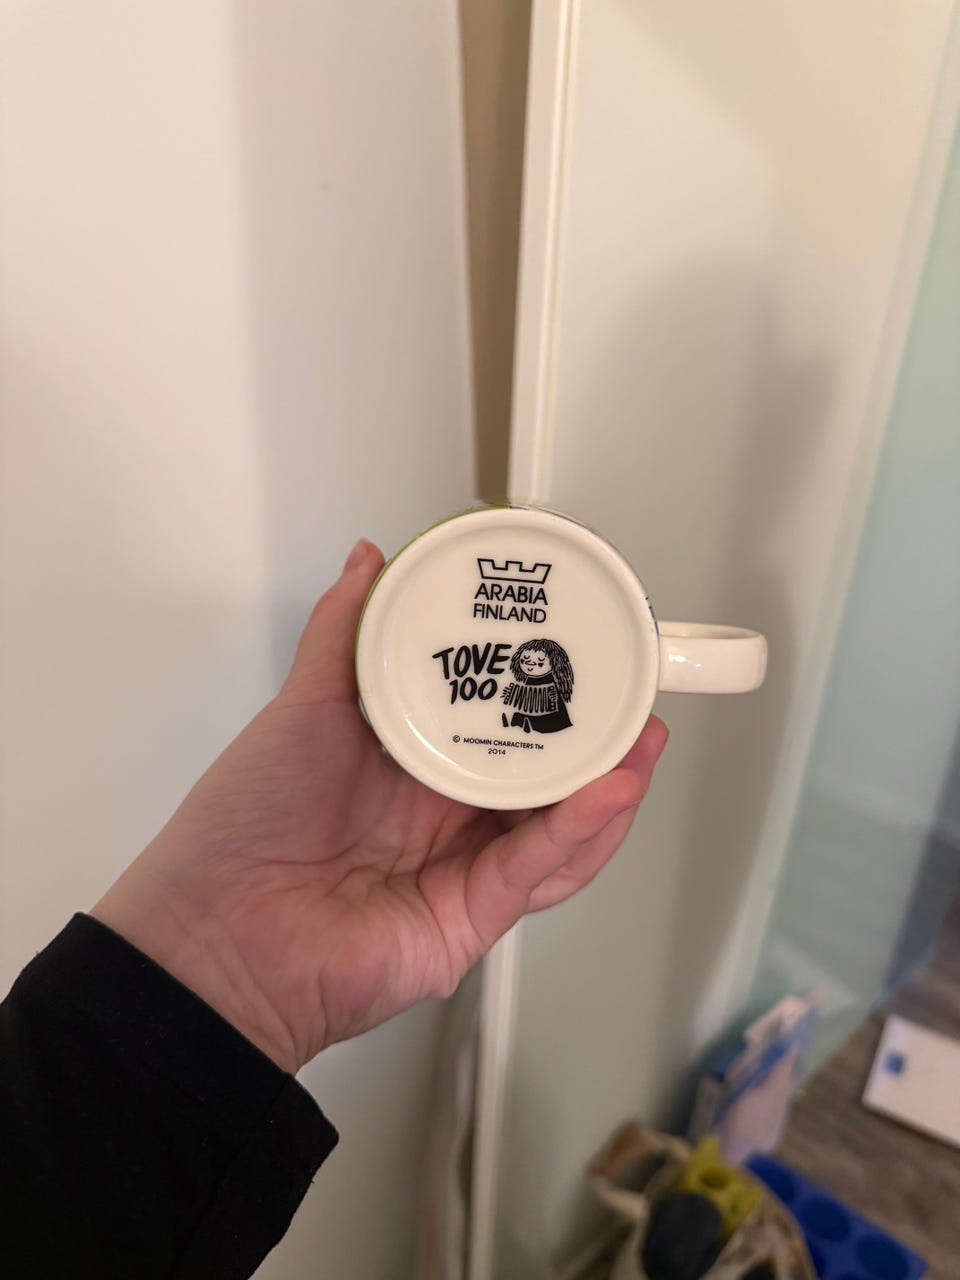 ARABIA
FINLAND
TOVE
100
© MOOMIN CHARACTERS TM
2014